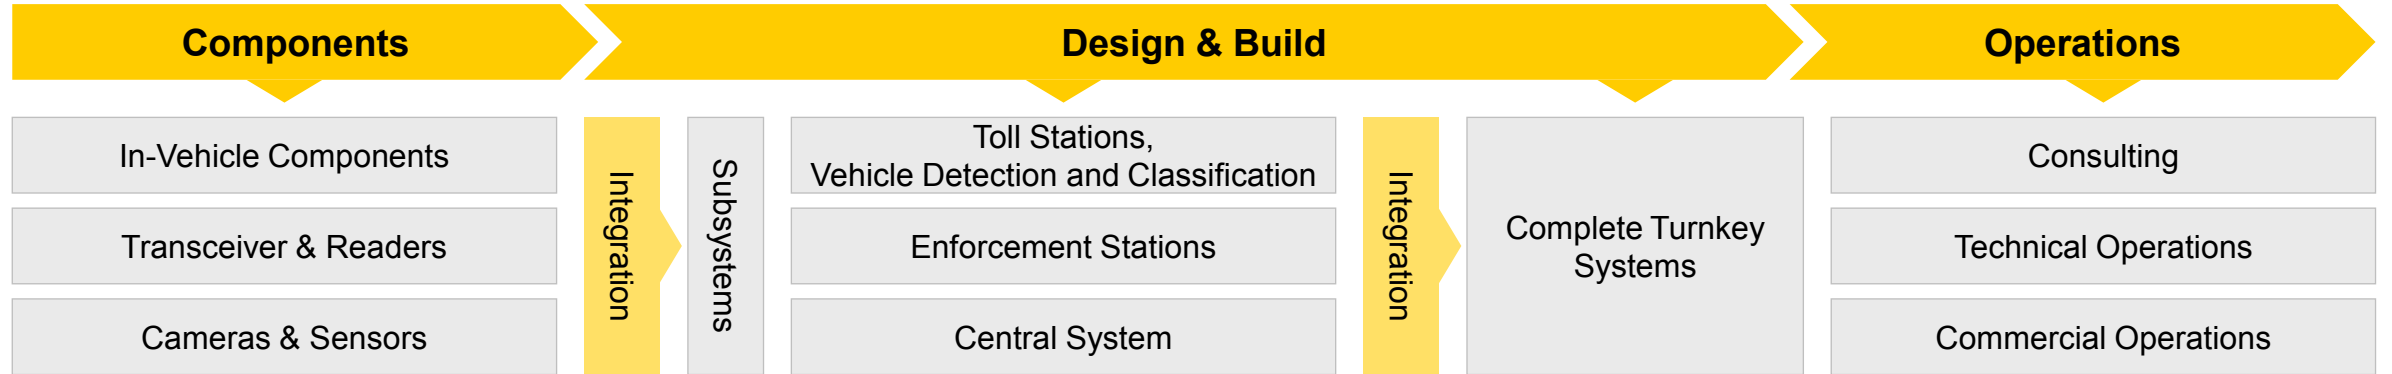 Components
Design & Build
Operations
In-Vehicle Components
Transceiver & Readers
Cameras & Sensors
Integration
Subsystems
Toll Stations,
Vehicle Detection and Classification
Enforcement Stations
Central System
Integration
Complete Turnkey
Systems
Consulting
Technical Operations
Commercial Operations